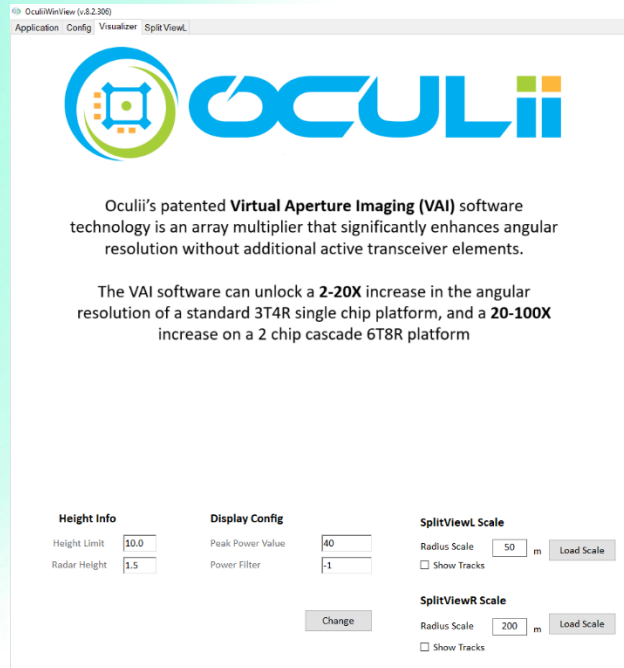 OculiiWinView (v.8.2.306)
Application Config Visualizer SplitViewL
OCULii
Oculii's patented Virtual Aperture Imaging (VAI) software
technology is an array multiplier that significantly enhances angular
resolution without additional active transceiver elements.
The VAI software can unlock a 2-20X increase in the angular
resolution of a standard 3T4R single chip platform, and a 20-100X
increase on a 2 chip cascade 6T8R platform
Height Info
Height Limit 10.0
Radar Height 1.5
Display Config
Peak Power Value 40
Power Filter -1
Change
SplitViewL Scale
Radius Scale 50 m Load Scale
Show Tracks
SplitViewR Scale
Radius Scale 200 m Load Scale
Show Tracks